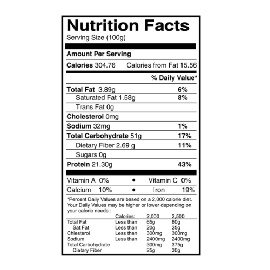 Nutrition Facts
Serving Size (100g)
Amount Per Serving
Calories 304.76 Calories from Fat 15.56
% Daily Value*
Total Fat 3.89g 6%
Saturated Fat 1.58g 8%
Trans Fat 0g
Cholesterol 0mg
Sodium 32mg 1%
Total Carbohydrate 51g 17%
Dietary Fiber 2.69 g 11%
Sugars 0g
Protein 21.30g 43%
Vitamin A 0% • Vitamin C 0%
Calcium 10% • Iron 10%
*Percent Daily Values are based on a 2,000 calorie diet.
Your Daily Values may be higher or lower depending on
your calorie needs:
Calories: 2,000 2,500
Total Fat Less than 65g 80g
Sat Fat Less than 20g 25g
Cholesterol Less than 300mg 300mg
Sodium Less than 2400mg 2400mg
Total Carbohydrate 300mg 375g
Dietary Fiber 25g 30g